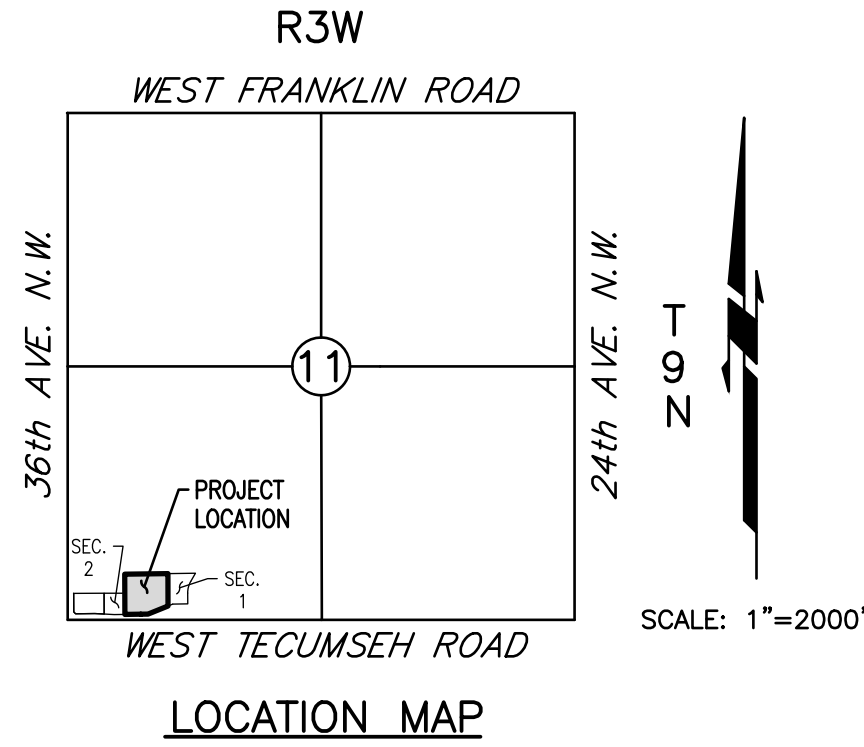 R3W
WEST FRANKLIN ROAD
36th AVE. N.W.
24th AVE. N.W.
T
9
N
11
PROJECT
LOCATION
SEC.
2
SEC.
1
SCALE: 1"=2000'
WEST TECUMSEH ROAD
LOCATION MAP